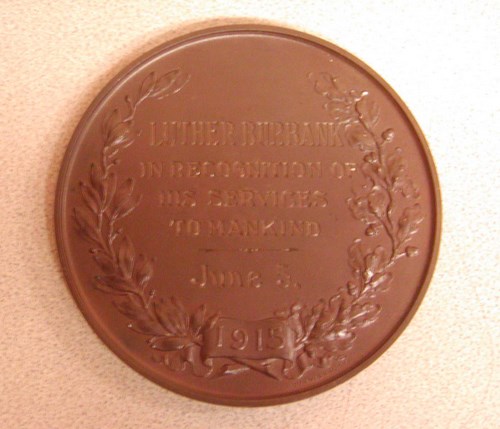 LUTHER BURBANK
IN RECOGNITION OF
HIS SERVICES
TO MANKIND
June 5.
1915